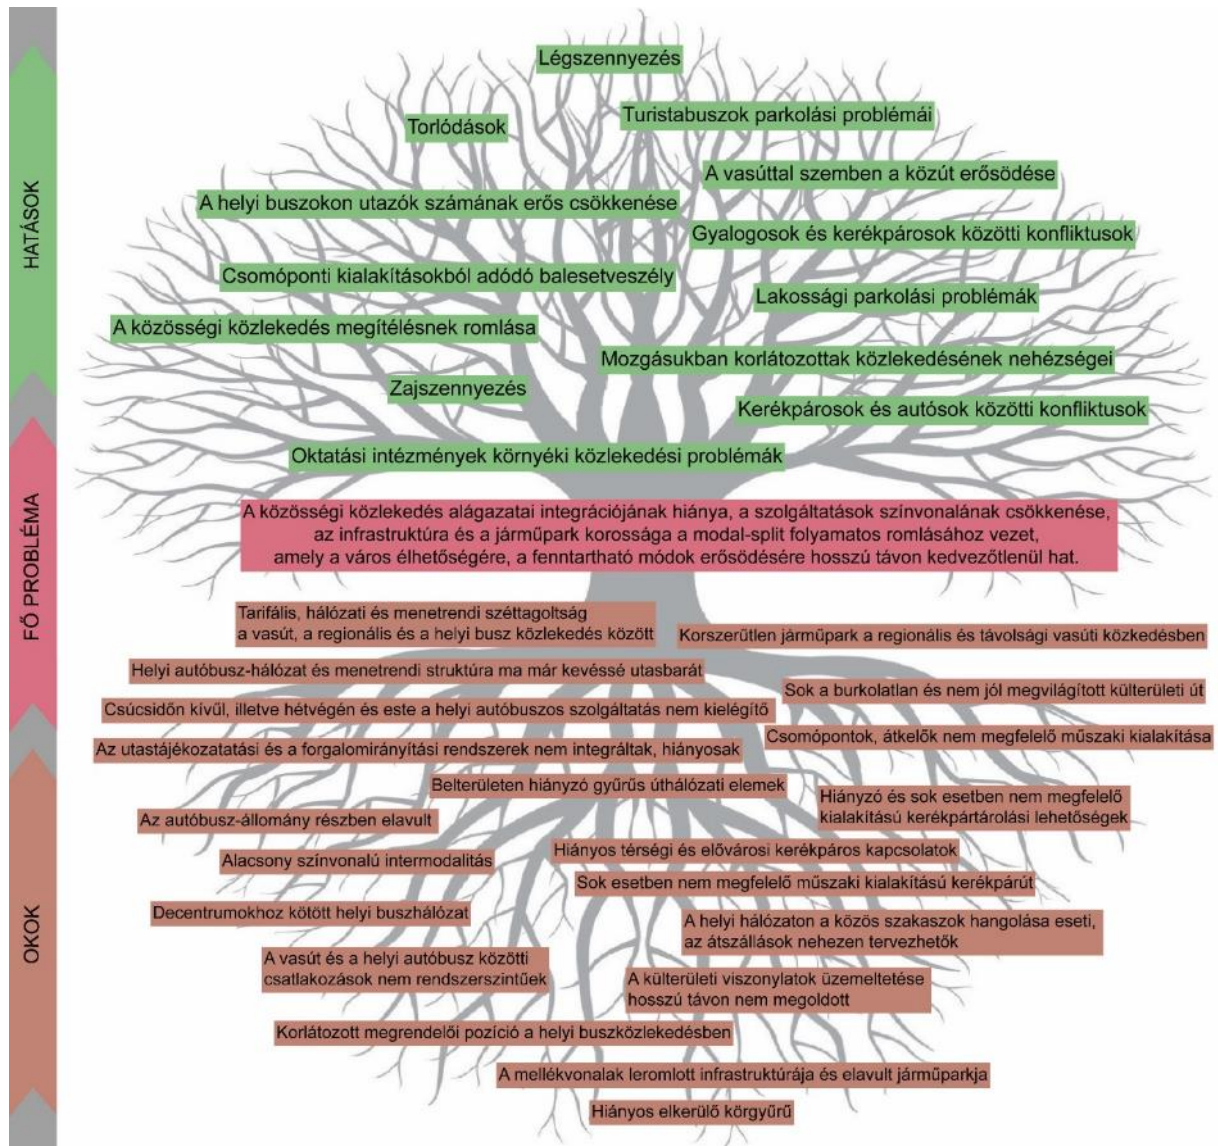 HATÁSOK
Légszennyezés
Turistabuszok parkolási problémái
Torlódások
A vasúttal szemben a közút erősödése
A helyi buszokon utazók számának erős csökkenése
Gyalogosok és kerékpárosok közötti konfliktusok
Csomóponti kialakításokból adódó balesetveszély
Lakossági parkolási problémák
A közösségi közlekedés megítélésnek romlása
Mozgásukban korlátozottak közlekedésének nehézségei
Zajszennyezés
Kerékpárosok és autósok közötti konfliktusok
Oktatási intézmények környéki közlekedési problémák
FŐ PROBLÉMA
A közösségi közlekedés alágazatai integrációjának hiánya, a szolgáltatások színvonalának csökkenése,
az infrastruktúra és a járműpark korossága a modal-split folyamatos romlásához vezet,
amely a város élhetőségére, a fenntartható módok erősödésére hosszú távon kedvezőtlenül hat.
OKOK
Tarifális, hálózati és menetrendi széttagoltság
a vasút, a regionális és a helyi busz közlekedés között
Korszerűtlen járműpark a regionális és távolsági vasúti közkedésben
Helyi autóbusz-hálózat és menetrendi struktúra ma már kevéssé utasbarát
Sok a burkolatlan és nem jól megvilágított külterületi út
Csúcsidőn kívűl, illetve hétvégén és este a helyi autóbuszos szolgáltatás nem kielégítő
Csomópontok, átkelők nem megfelelő műszaki kialakítása
Az utastájékozatatási és a forgalomirányítási rendszerek nem integráltak, hiányosak
Belterületen hiányzó gyűrűs úthálózati elemek
Hiányzó és sok esetben nem megfelelő
kialakítású kerékpártárolási lehetőségek
Az autóbusz-állomány részben elavult
Hiányos térségi és elővárosi kerékpáros kapcsolatok
Alacsony színvonalú intermodalitás
Sok esetben nem megfelelő műszaki kialakítású kerékpárút
Decentrumokhoz kötött helyi buszhálózat
A helyi hálózaton a közös szakaszok hangolása eseti,
az átszállások nehezen tervezhetők
A vasút és a helyi autóbusz közötti
csatlakozások nem rendszerszintűek
A külterületi viszonylatok üzemeltetése
hosszú távon nem megoldott
Korlátozott megrendelői pozíció a helyi buszközlekedésben
A mellékvonalak leromlott infrastruktúrája és elavult járműparkja
Hiányos elkerülő körgyűrű